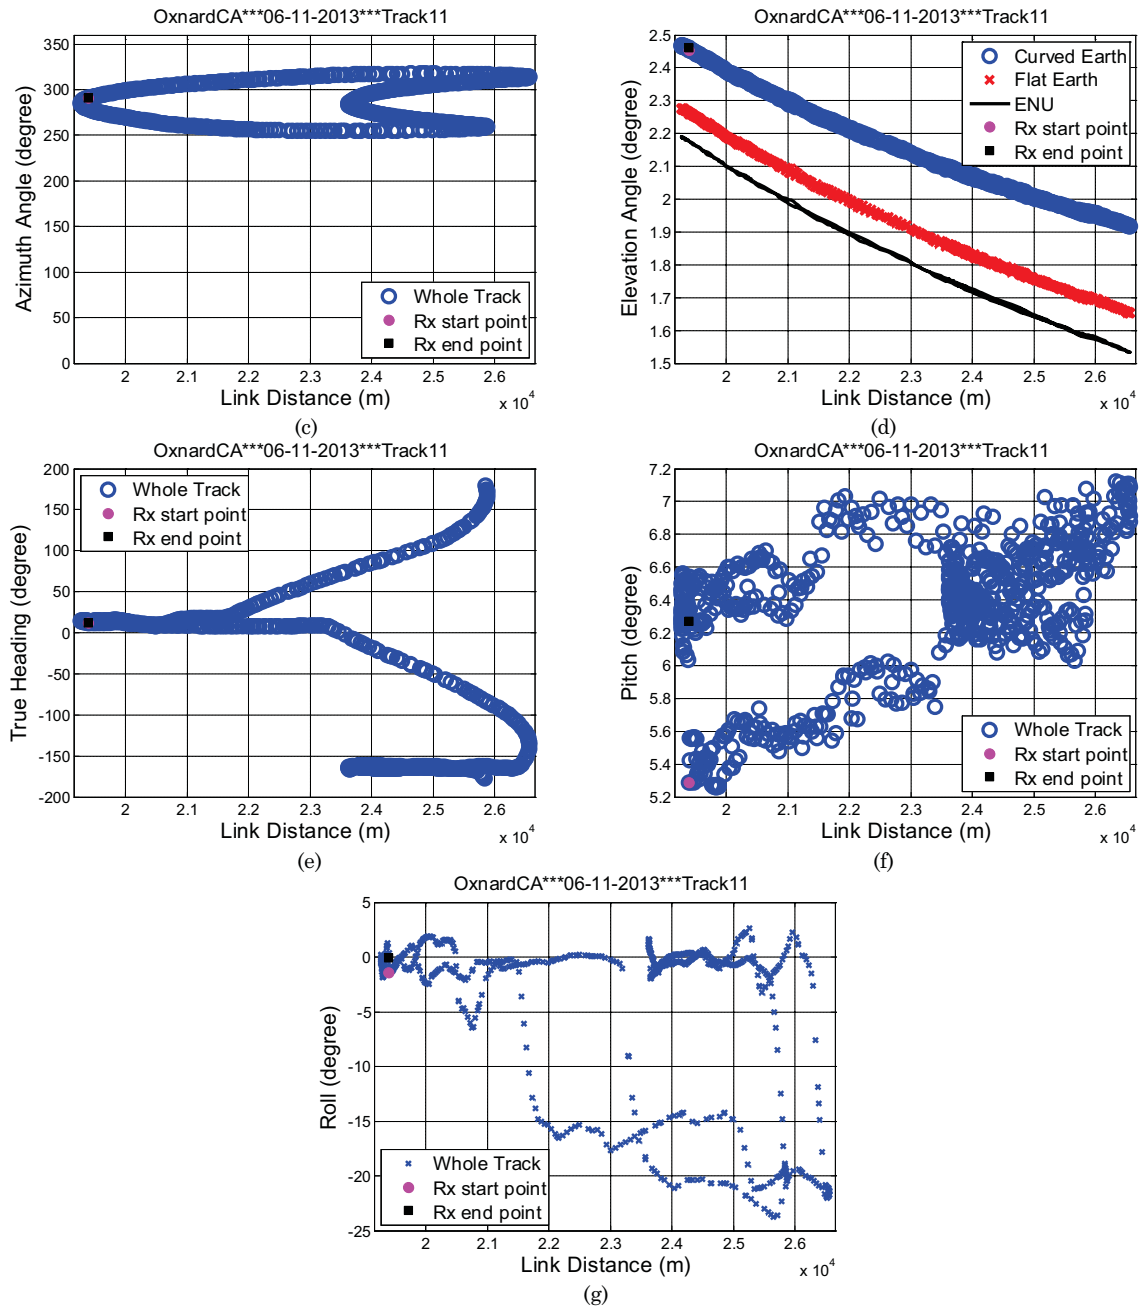 OxnardCA***06-11-2013***Track11
Azimuth Angle (degree)
350
300
250
200
150
100
50
0
Whole Track
Rx start point
Rx end point
2 2.1 2.2 2.3 2.4 2.5 2.6
Link Distance (m)
x 10^4
(c)
OxnardCA***06-11-2013***Track11
Elevation Angle (degree)
2.5
2.4
2.3
2.2
2.1
2
1.9
1.8
1.7
1.6
1.5
Curved Earth
Flat Earth
ENU
Rx start point
Rx end point
2 2.1 2.2 2.3 2.4 2.5 2.6
Link Distance (m)
x 10^4
(d)
OxnardCA***06-11-2013***Track11
True Heading (degree)
200
150
100
50
0
-50
-100
-150
-200
Whole Track
Rx start point
Rx end point
2 2.1 2.2 2.3 2.4 2.5 2.6
Link Distance (m)
x 10^4
(e)
OxnardCA***06-11-2013***Track11
Pitch (degree)
7.2
7
6.8
6.6
6.4
6.2
6
5.8
5.6
5.4
5.2
Whole Track
Rx start point
Rx end point
2 2.1 2.2 2.3 2.4 2.5 2.6
Link Distance (m)
x 10^4
(f)
OxnardCA***06-11-2013***Track11
Roll (degree)
5
0
-5
-10
-15
-20
-25
Whole Track
Rx start point
Rx end point
2 2.1 2.2 2.3 2.4 2.5 2.6
Link Distance (m)
x 10^4
(g)